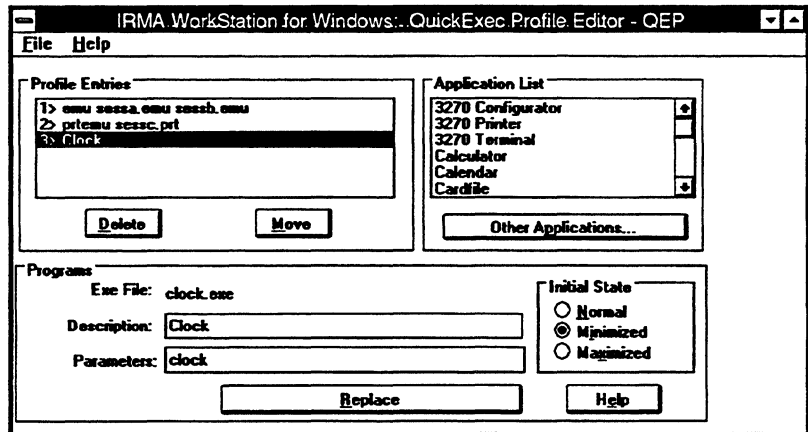 IRMA WorkStation for Windows: QuickExec Profile Editor - QEP
File Help
Profile Entries
1> emu sessa.emu sessb.emu
2> prtemu sessc.prt
3> Clock
Delete Move
Application List
3270 Configurator
3270 Printer
3270 Terminal
Calculator
Calendar
Cardfile
Other Applications...
Programs
Exe File: clock.exe
Description: Clock
Parameters: clock
Initial State
Normal
Minimized
Maximized
Replace Help